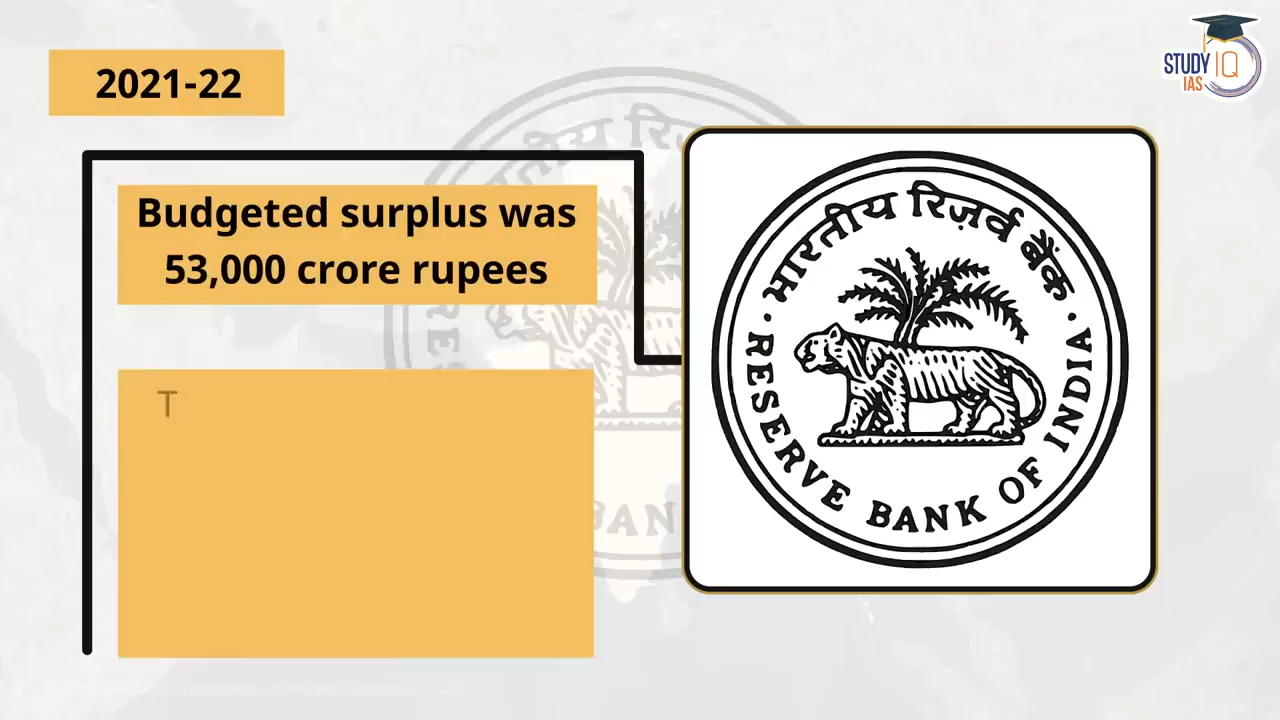 2021-22
STUDY IQ
IAS
Budgeted surplus was
53,000 crore rupees
T
भारतीय रिज़र्व बैंक
RESERVE BANK OF INDIA